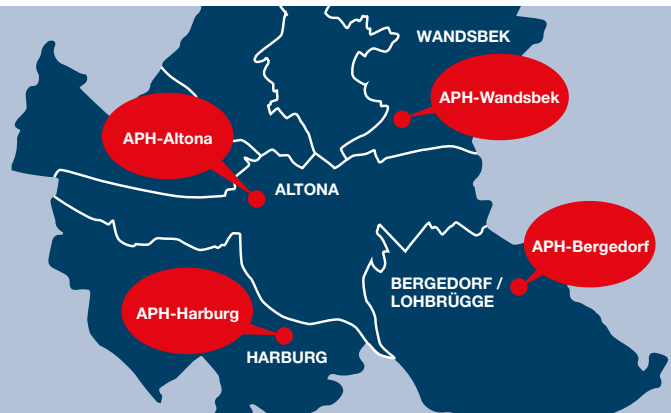 WANDSBEK
APH-Wandsbek
APH-Altona
ALTONA
APH-Bergedorf
BERGEDORF /
LOHBRÜGGE
APH-Harburg
HARBURG